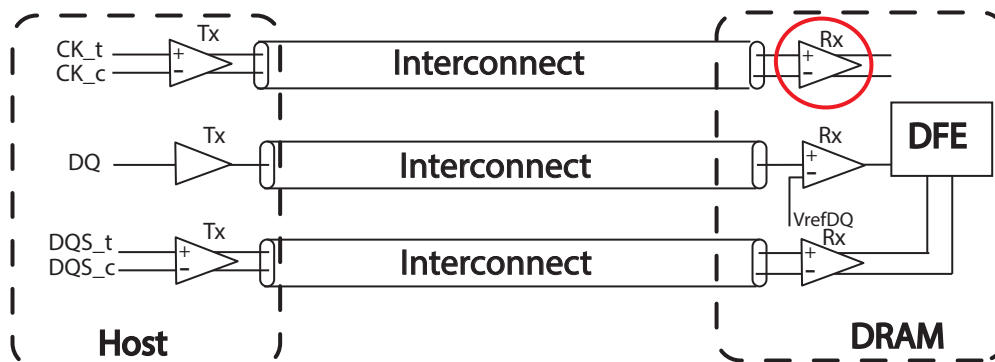 Tx
Rx
CK_t
+
+
CK_c
-
-
Interconnect
Tx
Rx
DFE
DQ
+
-
Interconnect
VrefDQ
Tx
Rx
DQS_t
+
+
DQS_c
-
-
Interconnect
Host
DRAM